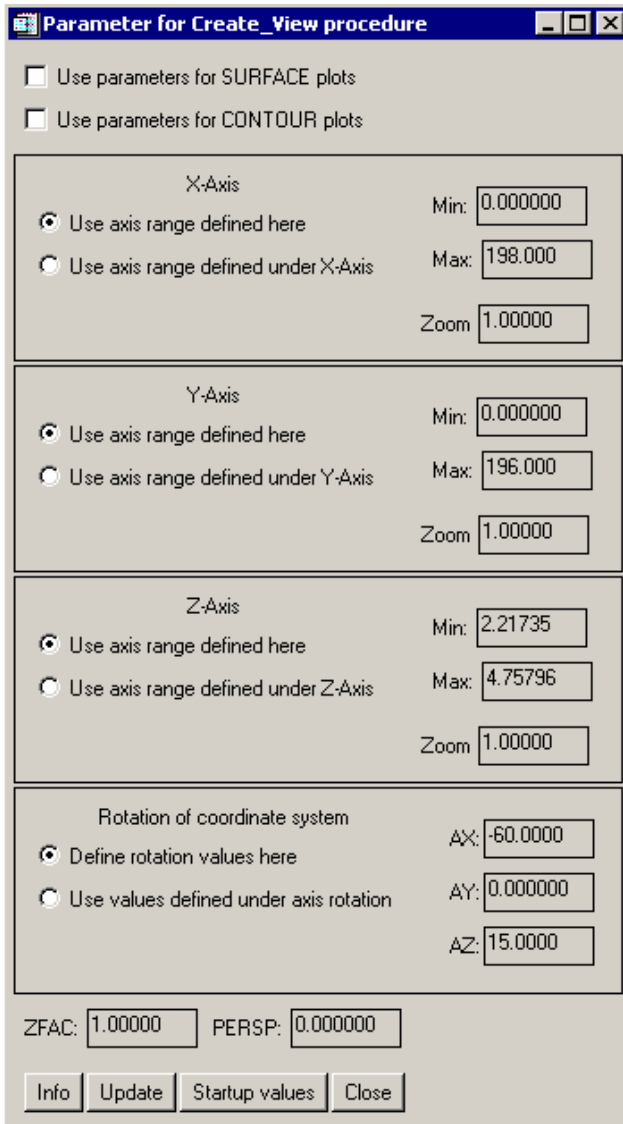 Parameter for Create_View procedure
Use parameters for SURFACE plots
Use parameters for CONTOUR plots
X-Axis
Use axis range defined here
Use axis range defined under X-Axis
Min: 0.000000
Max: 198.000
Zoom 1.00000
Y-Axis
Use axis range defined here
Use axis range defined under Y-Axis
Min: 0.000000
Max: 196.000
Zoom 1.00000
Z-Axis
Use axis range defined here
Use axis range defined under Z-Axis
Min: 2.21735
Max: 4.75796
Zoom 1.00000
Rotation of coordinate system
Define rotation values here
Use values defined under axis rotation
AX: -60.0000
AY: 0.000000
AZ: 15.0000
ZFAC: 1.00000 PERSP: 0.000000
Info Update Startup values Close